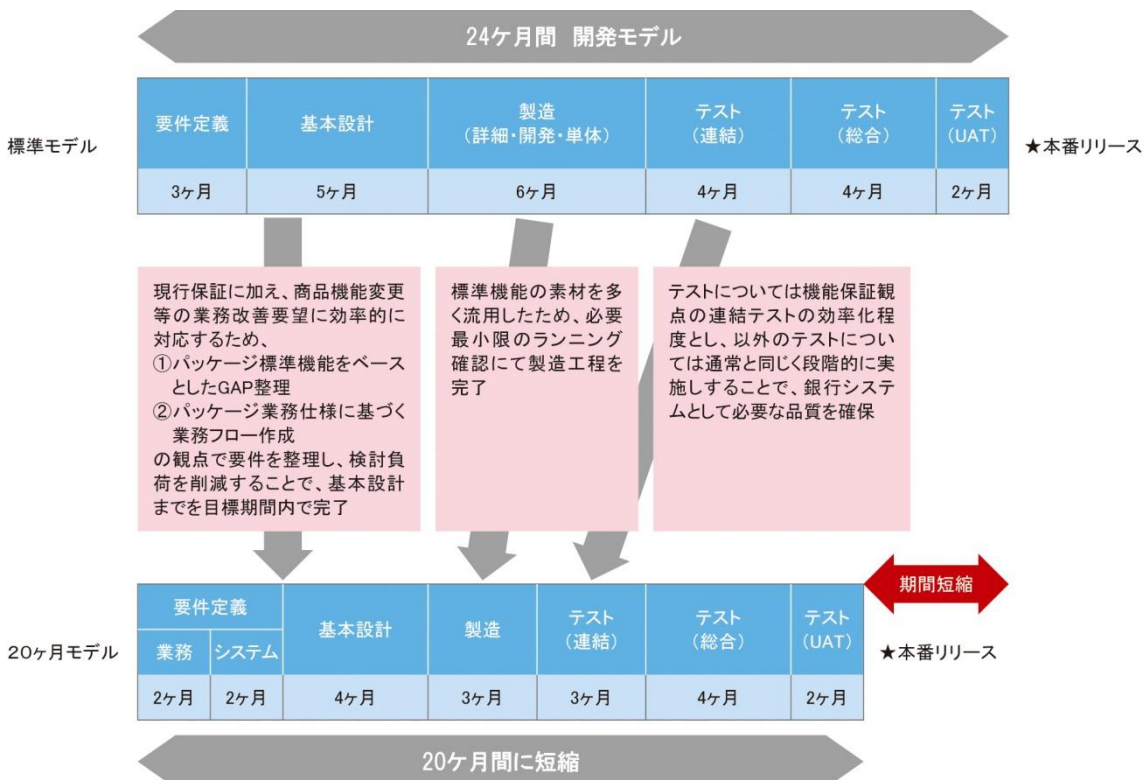 24ケ月間 開発モデル
標準モデル
要件定義
基本設計
製造
(詳細・開発・単体)
テスト
(連結)
テスト
(総合)
テスト
(UAT)
★本番リリース
3ヶ月
5ヶ月
6ヶ月
4ヶ月
4ヶ月
2ヶ月
現行保証に加え、商品機能変更
等の業務改善要望に効率的に
対応するため、
①パッケージ標準機能をベース
としたGAP整理
②パッケージ業務仕様に基づく
業務フロー作成
の観点で要件を整理し、検討負
荷を削減することで、基本設計
までを目標期間内で完了
標準機能の素材を多
く流用したため、必要
最小限のランニング
確認にて製造工程を
完了
テストについては機能保証観
点の連結テストの効率化程
度とし、以外のテストについ
ては通常と同じく段階的に実
施しすることで、銀行システ
ムとして必要な品質を確保
期間短縮
20ヶ月モデル
要件定義
業務
システム
基本設計
製造
テスト
(連結)
テスト
(総合)
テスト
(UAT)
★本番リリース
2ヶ月
2ヶ月
4ヶ月
3ヶ月
3ヶ月
4ヶ月
2ヶ月
20ケ月間に短縮